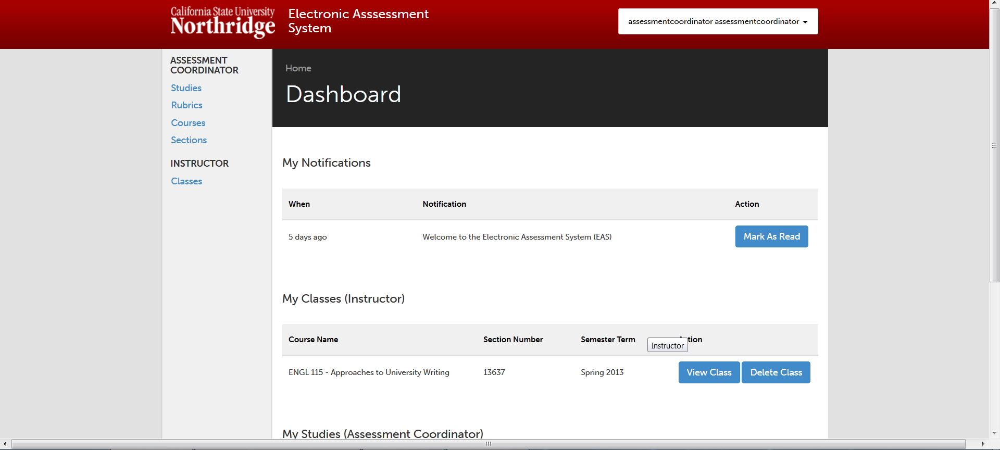 California State University
Northridge
Electronic Asssessment
System
assessmentcoordinator assessmentcoordinator
ASSESSMENT
COORDINATOR
Studies
Rubrics
Courses
Sections
INSTRUCTOR
Classes
Home
Dashboard
My Notifications
When Notification Action
5 days ago Welcome to the Electronic Assessment System (EAS) Mark As Read
My Classes (Instructor)
Course Name Section Number Semester Term tion
Instructor
ENGL 115 - Approaches to University Writing 13637 Spring 2013 View Class Delete Class
My Studies (Assessment Coordinator)